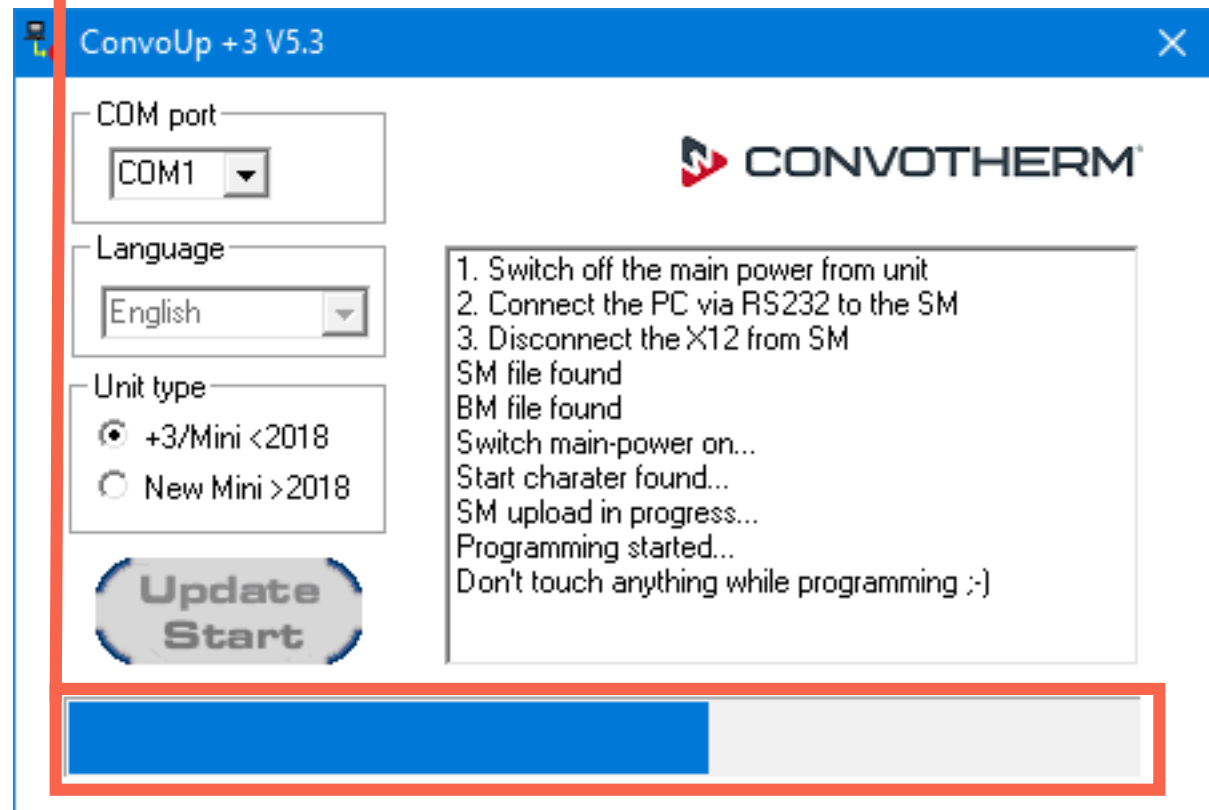 ConvoUp +3 V5.3
COM port
COM1
CONVOTHERM
Language
English
Unit type
+3/Mini <2018
New Mini >2018
Update
Start
1. Switch off the main power from unit
2. Connect the PC via RS232 to the SM
3. Disconnect the X12 from SM
SM file found
BM file found
Switch main-power on...
Start charater found...
SM upload in progress...
Programming started...
Don't touch anything while programming ;-)